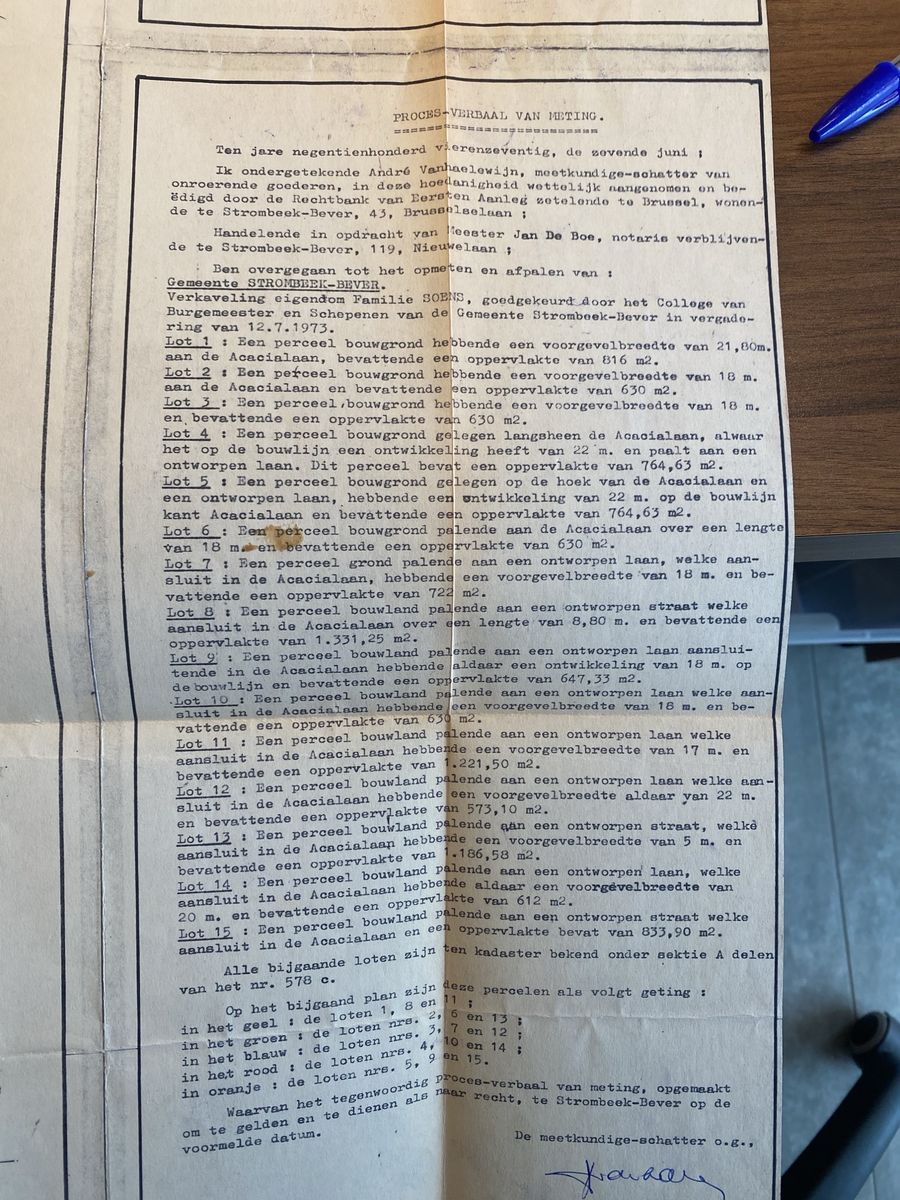 PROCES-VERBAAL VAN METING.
Ten jare negentienhonderd vierenzeventig, de zevende juni ;
Ik ondergetekende André Vanhaelewijn, meetkundige-schatter van
onroerende goederen, in deze hoedanigheid wettelijk aangenomen en be-
ëdigd door de Rechtbank van Eersten Aanleg zetelende te Brussel, wonen-
de te Strombeek-Bever, 43, Brusselselaan ;
Handelende in opdracht van Meester Jan De Boe, notaris verblijven-
de te Strombeek-Bever, 119, Nieuwelaan ;
Ben overgegaan tot het opmeten en afpalen van :
Gemeente STROMBEEK-BEVER.
Verkaveling eigendom Familie SOENS, goedgekeurd door het College van
Burgemeester en Schepenen van de Gemeente Strombeek-Bever in vergade-
ring van 12.7.1973.
Lot 1 : Een perceel bouwgrond hebbende een voorgevelbreedte van 21,80m.
aan de Acacialaan, bevattende een oppervlakte van 816 m2.
Lot 2 : Een perceel bouwgrond hebbende een voorgevelbreedte van 18 m.
aan de Acacialaan en bevattende een oppervlakte van 630 m2.
Lot 3 : Een perceel bouwgrond hebbende een voorgevelbreedte van 18 m.
en bevattende een oppervlakte van 630 m2.
Lot 4 : Een perceel bouwgrond gelegen langsheen de Acacialaan, alwaar
het op de bouwlijn een ontwikkeling heeft van 22 m. en paalt aan een
ontworpen laan. Dit perceel bevat een oppervlakte van 764,63 m2.
Lot 5 : Een perceel bouwgrond gelegen op de hoek van de Acacialaan en
een ontworpen laan, hebbende een ontwikkeling van 22 m. op de bouwlijn
kant Acacialaan en bevattende een oppervlakte van 764,63 m2.
Lot 6 : Een perceel bouwgrond palende aan de Acacialaan over een lengte
van 18 m. en bevattende een oppervlakte van 630 m2.
Lot 7 : Een perceel grond palende aan een ontworpen laan, welke aan-
sluit in de Acacialaan, hebbende een voorgevelbreedte van 18 m. en be-
vattende een oppervlakte van 722 m2.
Lot 8 : Een perceel bouwland palende aan een ontworpen straat welke
aansluit in de Acacialaan over een lengte van 8,80 m. en bevattende een
oppervlakte van 1.331,25 m2.
Lot 9 : Een perceel bouwland palende aan een ontworpen laan aanslui-
tende in de Acacialaan hebbende aldaar een ontwikkeling van 18 m. op
de bouwlijn en bevattende een oppervlakte van 647,33 m2.
Lot 10 : Een perceel bouwland palende aan een ontworpen laan welke aan-
sluit in de Acacialaan hebbende een voorgevelbreedte van 18 m. en be-
vattende een oppervlakte van 630 m2.
Lot 11 : Een perceel bouwland palende aan een ontworpen laan welke
aansluit in de Acacialaan hebbende een voorgevelbreedte van 17 m. en
bevattende een oppervlakte van 1.221,50 m2.
Lot 12 : Een perceel bouwland palende aan een ontworpen laan welke aan-
sluit in de Acacialaan hebbende een voorgevelbreedte aldaar van 22 m.
en bevattende een oppervlakte van 573,10 m2.
Lot 13 : Een perceel bouwland palende aan een ontworpen straat, welke
aansluit in de Acacialaan hebbende een voorgevelbreedte van 5 m. en
bevattende een oppervlakte van 1.186,58 m2.
Lot 14 : Een perceel bouwland palende aan een ontworpen laan, welke
aansluit in de Acacialaan hebbende aldaar een voorgevelbreedte van
20 m. en bevattende een oppervlakte van 612 m2.
Lot 15 : Een perceel bouwland palende aan een ontworpen straat welke
aansluit in de Acacialaan en een oppervlakte bevat van 833,90 m2.
Alle bijgaande loten zijn ten kadaster bekend onder sektie A delen
van het nr. 578 c.
Op het bijgaand plan zijn deze percelen als volgt geting :
in het geel : de loten 1, 8 en 11 ;
in het groen : de loten nrs. 2, 6 en 13 ;
in het blauw : de loten nrs. 3, 7 en 12 ;
in het rood : de loten nrs. 4, 10 en 14 ;
in oranje : de loten nrs. 5, 9 en 15.
Waarvan het tegenwoordig proces-verbaal van meting, opgemaakt
om te gelden en te dienen als naar recht, te Strombeek-Bever op de
voormelde datum.
De meetkundige-schatter o.g.,